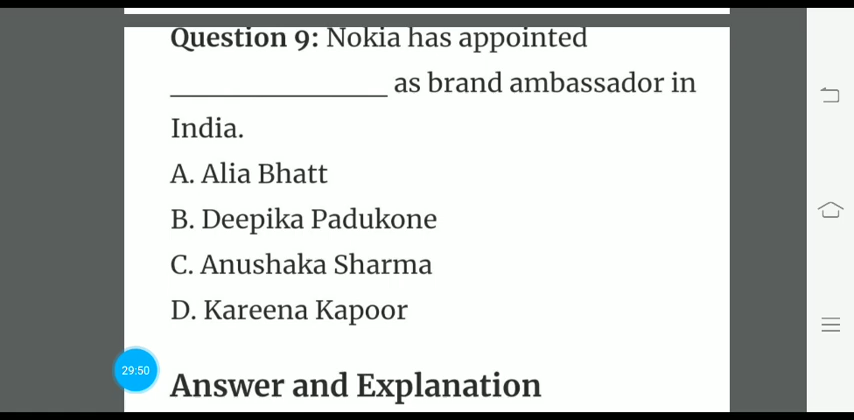 Question 9: Nokia has appointed
_______________ as brand ambassador in
India.
A. Alia Bhatt
B. Deepika Padukone
C. Anushaka Sharma
D. Kareena Kapoor
29:50
Answer and Explanation